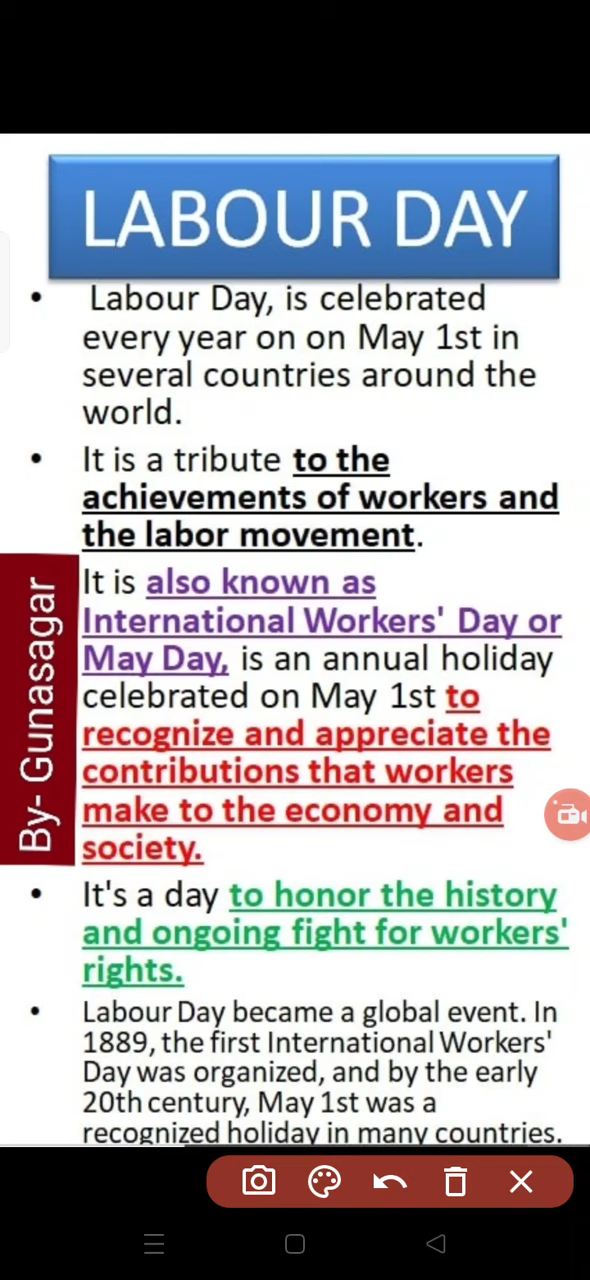 LABOUR DAY
• Labour Day, is celebrated
every year on on May 1st in
several countries around the
world.
• It is a tribute to the
achievements of workers and
the labor movement.
It is also known as
International Workers' Day or
May Day, is an annual holiday
celebrated on May 1st to
recognize and appreciate the
contributions that workers
make to the economy and
society.
By- Gunasagar
• It's a day to honor the history
and ongoing fight for workers'
rights.
• Labour Day became a global event. In
1889, the first International Workers'
Day was organized, and by the early
20th century, May 1st was a
recognized holiday in many countries.